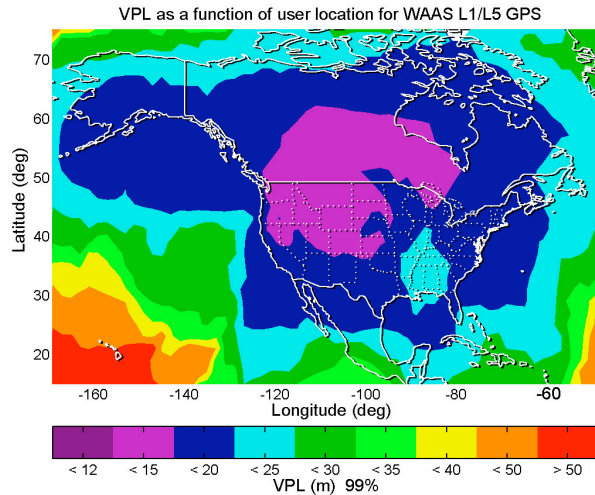 VPL as a function of user location for WAAS L1/L5 GPS
70
60
50
40
30
20
Latitude (deg)
-160 -140 -120 -100 -80 -60
Longitude (deg)
< 12 < 15 < 20 < 25 < 30 < 35 < 40 < 50 > 50
VPL (m) 99%